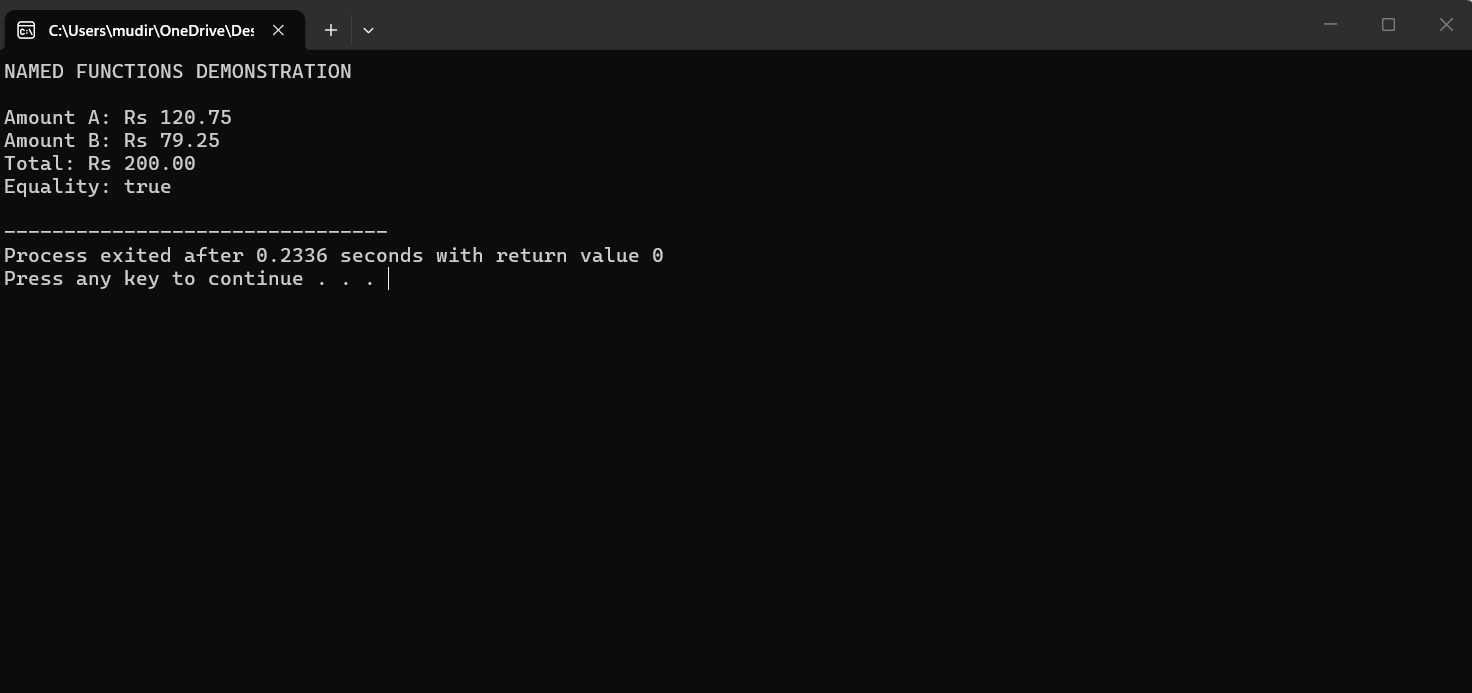 C:\Users\mudir\OneDrive\Des
NAMED FUNCTIONS DEMONSTRATION
Amount A: Rs 120.75
Amount B: Rs 79.25
Total: Rs 200.00
Equality: true
--------------------------------
Process exited after 0.2336 seconds with return value 0
Press any key to continue . . .